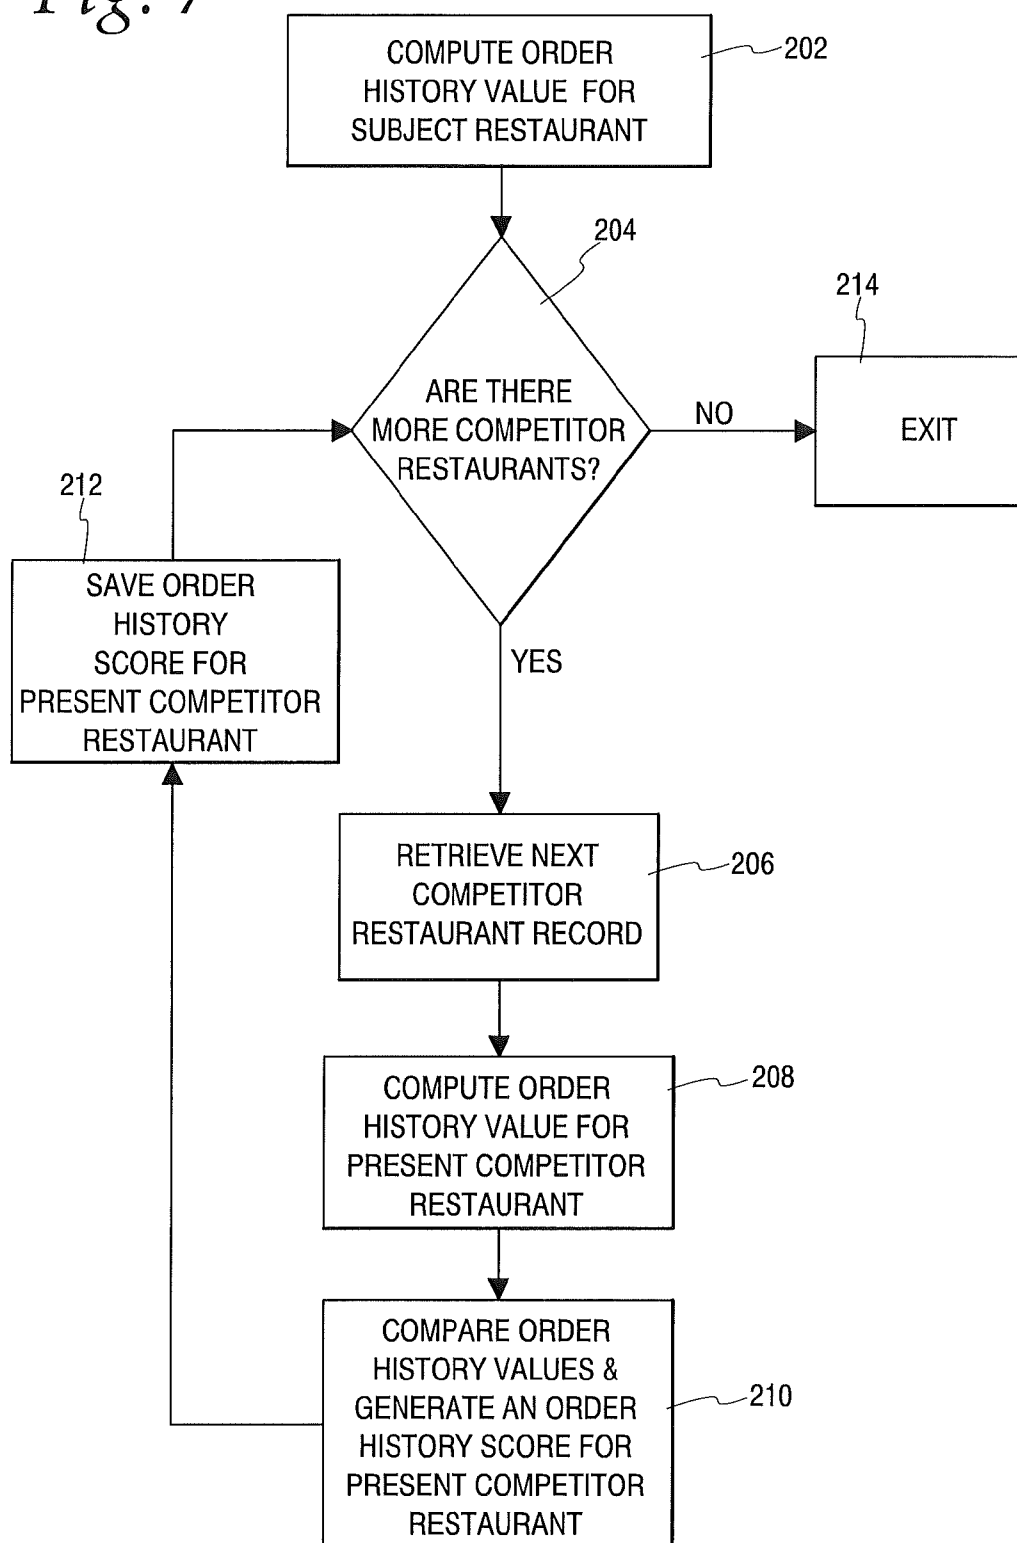 Fig. 7
COMPUTE ORDER
HISTORY VALUE FOR
SUBJECT RESTAURANT
202
204
ARE THERE
MORE COMPETITOR
RESTAURANTS?
NO
214
EXIT
212
SAVE ORDER
HISTORY
SCORE FOR
PRESENT COMPETITOR
RESTAURANT
YES
RETRIEVE NEXT
COMPETITOR
RESTAURANT RECORD
206
COMPUTE ORDER
HISTORY VALUE FOR
PRESENT COMPETITOR
RESTAURANT
208
COMPARE ORDER
HISTORY VALUES &
GENERATE AN ORDER
HISTORY SCORE FOR
PRESENT COMPETITOR
RESTAURANT
210